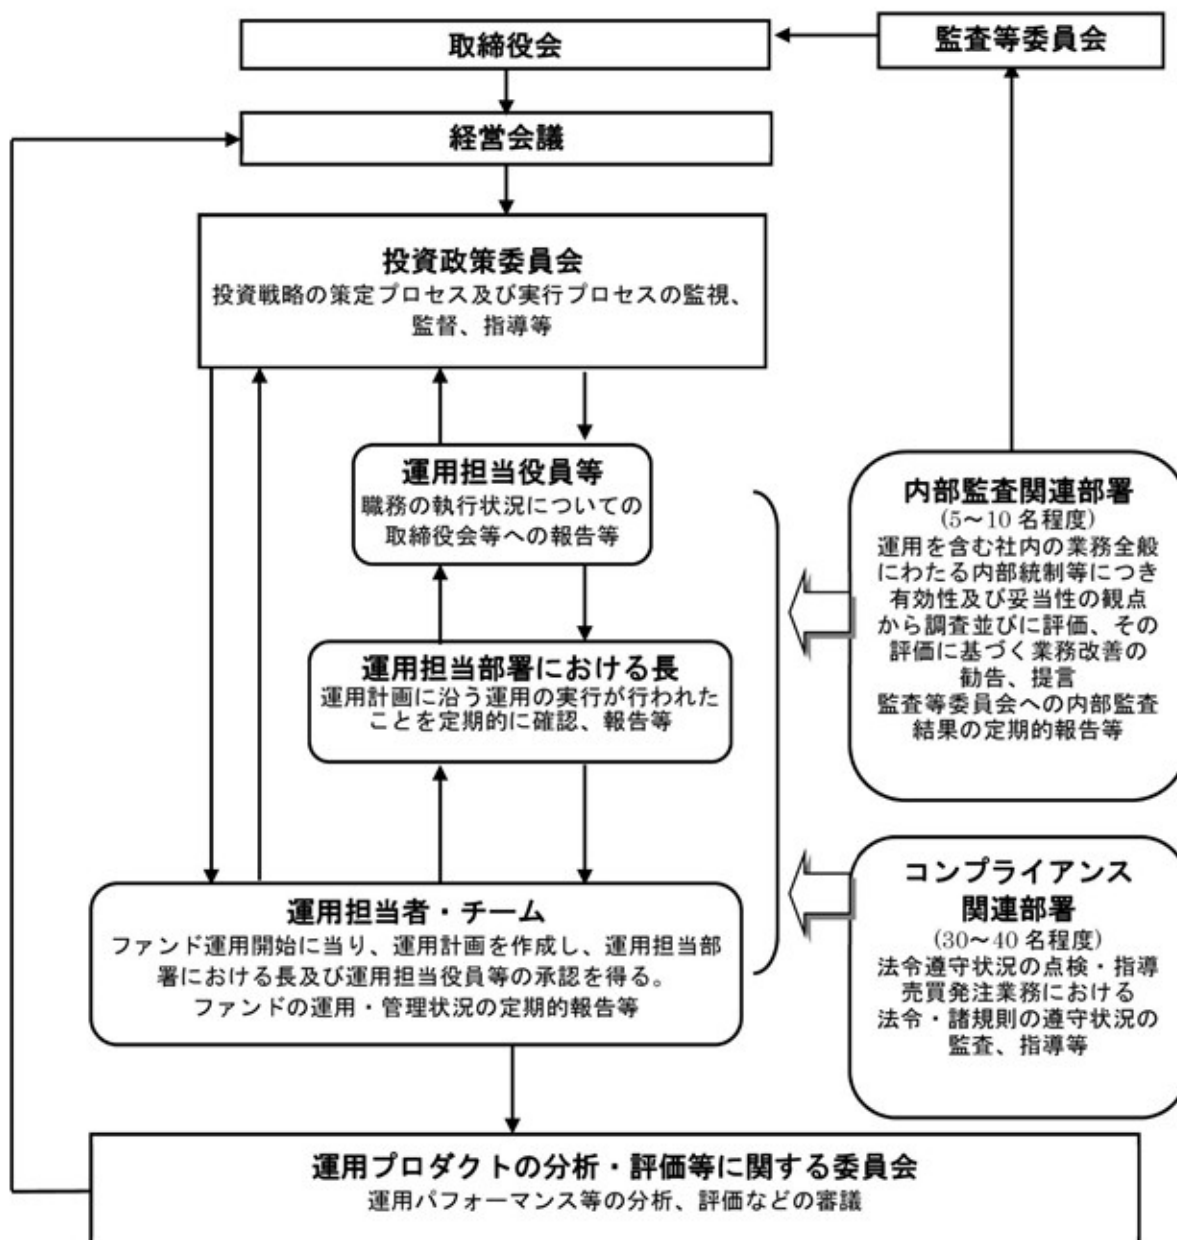 取締役会
監査等委員会
経営会議
投資政策委員会
投資戦略の策定プロセス及び実行プロセスの監視、
監督、指導等
運用担当役員等
職務の執行状況についての
取締役会等への報告等
運用担当部署における長
運用計画に沿う運用の実行が行われた
ことを定期的に確認、報告等
運用担当者・チーム
ファンド運用開始に当り、運用計画を作成し、運用担当部
署における長及び運用担当役員等の承認を得る。
ファンドの運用・管理状況の定期的報告等
内部監査関連部署
(5～10 名程度)
運用を含む社内の業務全般
にわたる内部統制等につき
有効性及び妥当性の観点
から調査並びに評価、その
評価に基づく業務改善の
勧告、提言
監査等委員会への内部監査
結果の定期的報告等
コンプライアンス
関連部署
(30～40 名程度)
法令遵守状況の点検・指導
売買発注業務における
法令・諸規則の遵守状況の
監査、指導等
運用プロダクトの分析・評価等に関する委員会
運用パフォーマンス等の分析、評価などの審議